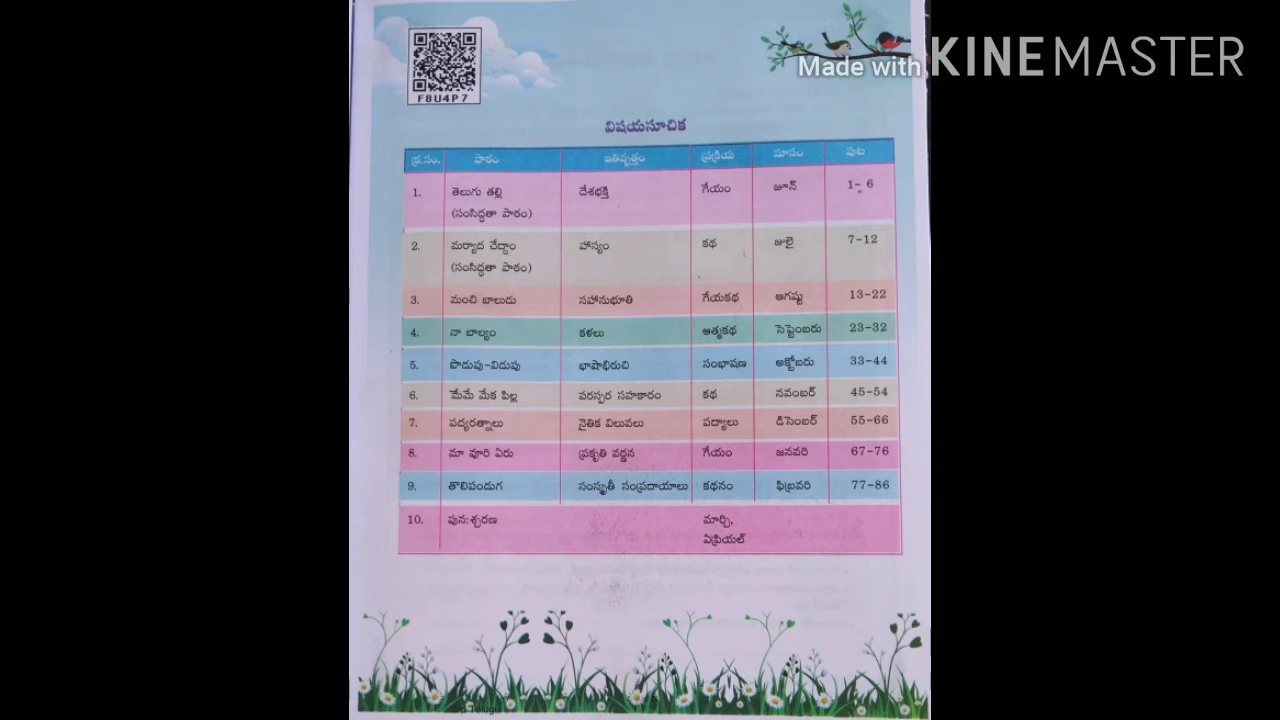 Made with KINEMASTER
F8U4P7
విషయసూచిక
క్ర.సం. పాఠం ఇతివృత్తం ప్రక్రియ మాసం పుట
1. తెలుగు తల్లి దేశభక్తి గేయం జూన్ 1- 6
(సంసిద్ధతా పాఠం)
2. మర్యాద చేద్దాం హాస్యం కథ జులై 7-12
(సంసిద్ధతా పాఠం)
3. మంచి బాలుడు సహానుభూతి గేయకథ ఆగష్టు 13-22
4. నా బాల్యం కళలు ఆత్మకథ సెప్టెంబరు 23-32
5. పొడుపు-విడుపు భాషాభిరుచి సంభాషణ అక్టోబరు 33-44
6. మేమే మేక పిల్ల పరస్పర సహకారం కథ నవంబర్ 45-54
7. పద్యరత్నాలు నైతిక విలువలు పద్యాలు డిసెంబర్ 55-66
8. మా వూరి ఏరు ప్రకృతి వర్ణన గేయం జనవరి 67-76
9. తొలిపండుగ సంస్కృతీ సంప్రదాయాలు కథనం ఫిబ్రవరి 77-86
10. పున:శ్చరణ మార్చి,
ఏప్రియల్
Telugu